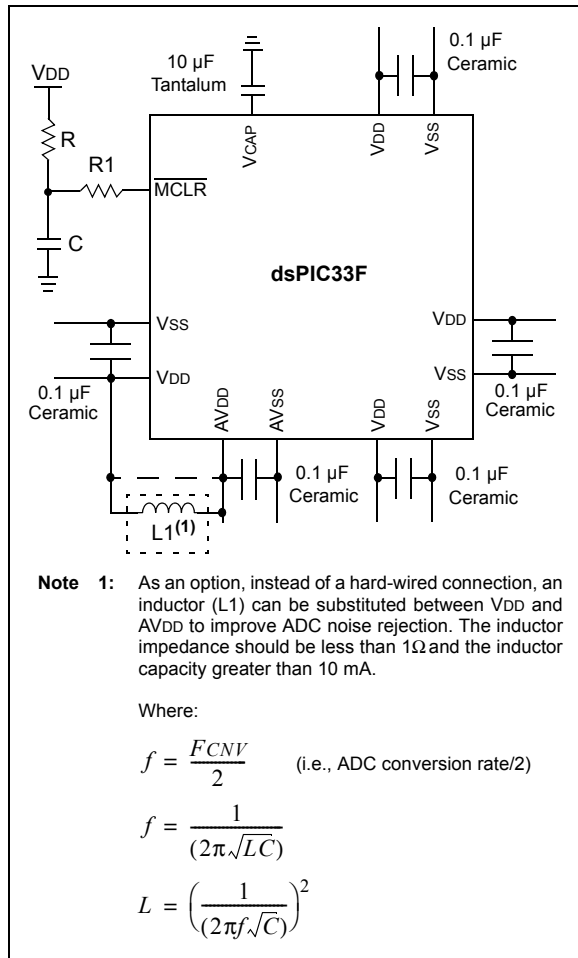 VDD
10 µF
Tantalum
0.1 µF
Ceramic
R
R1
C
VCAP
VDD
VSS
MCLR
dsPIC33F
VSS
VDD
0.1 µF
Ceramic
VDD
VSS
0.1 µF
Ceramic
AVDD
AVSS
VDD
VSS
0.1 µF
Ceramic
0.1 µF
Ceramic
L1(1)
Note 1: As an option, instead of a hard-wired connection, an
inductor (L1) can be substituted between VDD and
AVDD to improve ADC noise rejection. The inductor
impedance should be less than 1Ω and the inductor
capacity greater than 10 mA.
Where:
f = FCNV / 2 (i.e., ADC conversion rate/2)
f = 1 / (2π√LC)
L = (1 / (2πf√C))²